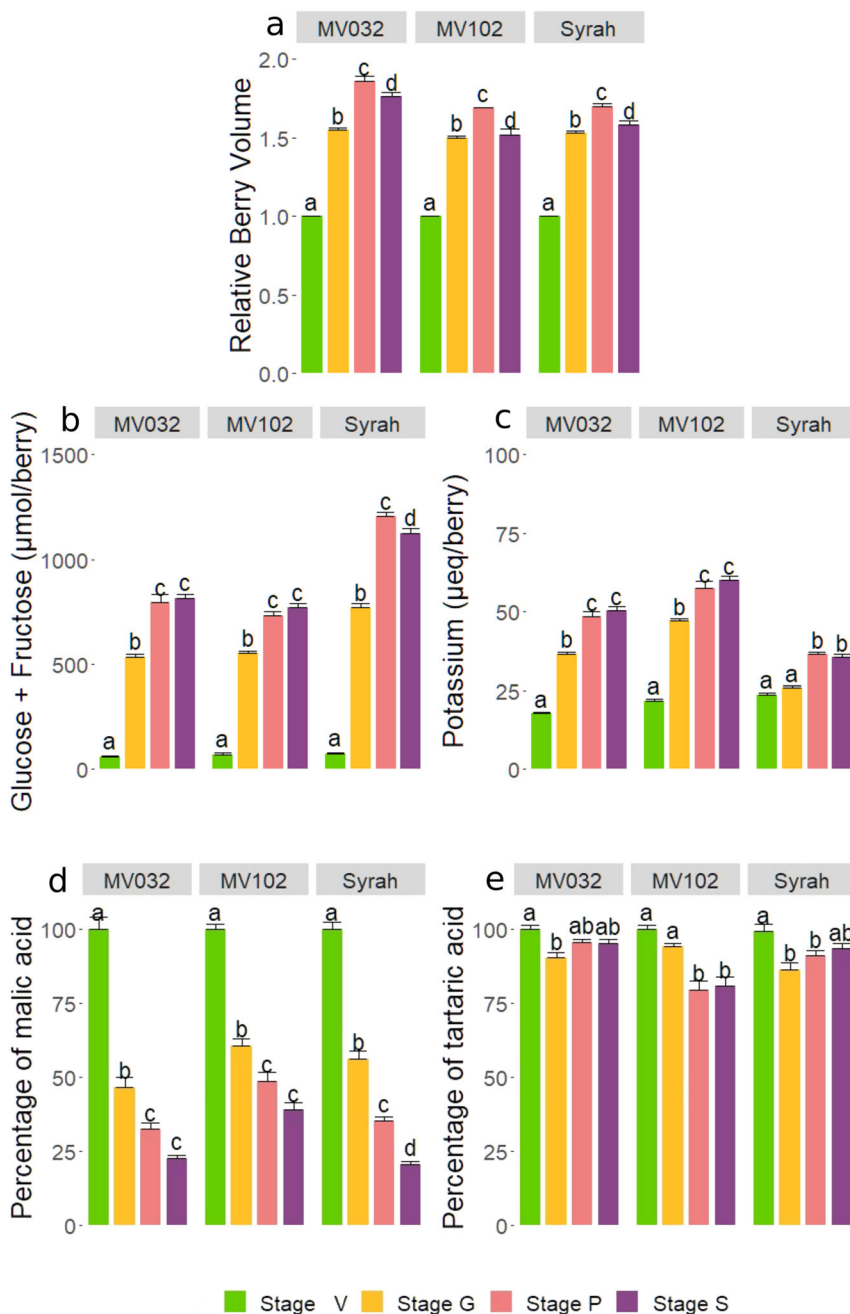 a
MV032 MV102 Syrah
Relative Berry Volume
2.0
1.5
1.0
0.5
0.0
a b c d a b c d a b c d
b
MV032 MV102 Syrah
Glucose + Fructose (µmol/berry)
1500
1000
500
0
a b c c a b c c a b c d
c
MV032 MV102 Syrah
Potassium (µeq/berry)
100
75
50
25
0
a b c c a b c c a a b b
d
MV032 MV102 Syrah
Percentage of malic acid
100
75
50
25
0
a b c c a b c c a b c d
e
MV032 MV102 Syrah
Percentage of tartaric acid
100
75
50
25
0
a b ab ab a a b b a b b ab
Stage V Stage G Stage P Stage S